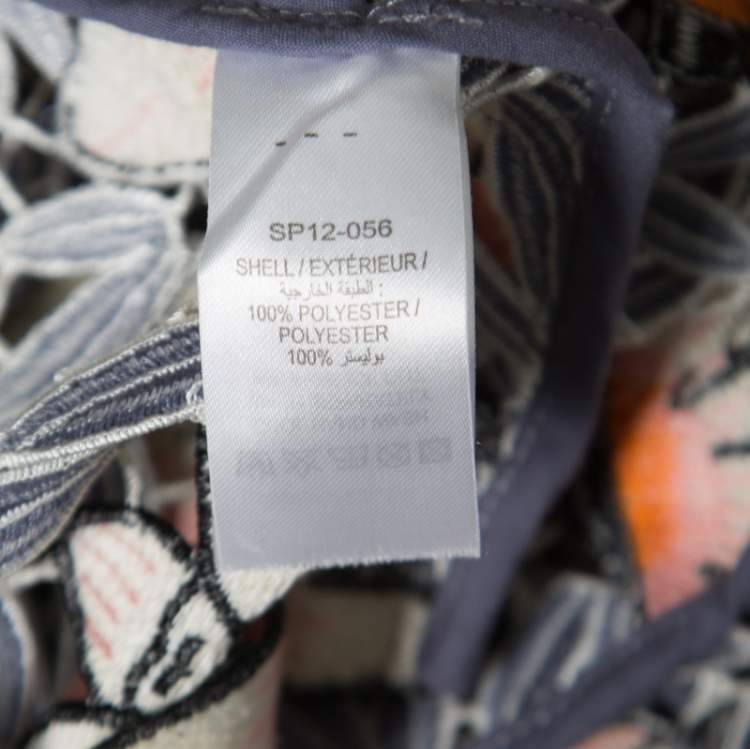 SP12-056
SHELL / EXTÉRIEUR /
الطبقة الخارجية :
100% POLYESTER /
POLYESTER
100% بوليستر